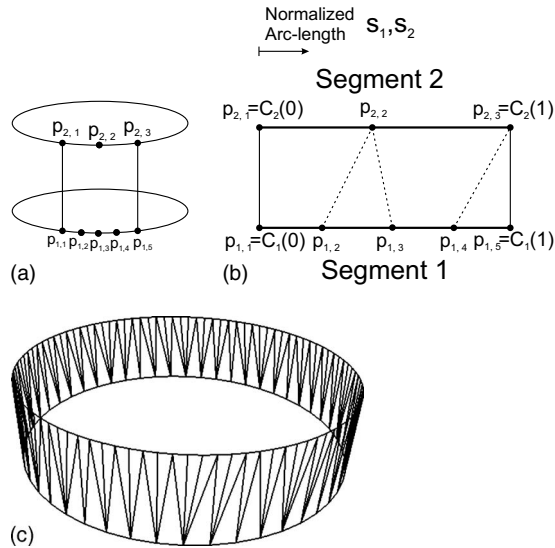 Normalized
Arc-length
s₁,s₂
Segment 2
p₂, ₁=C₂(0) p₂, ₂ p₂, ₃=C₂(1)
p₂, ₁ p₂, ₂ p₂, ₃
p₁,₁ p₁,₂ p₁,₃ p₁,₄ p₁,₅
p₁, ₁=C₁(0) p₁, ₂ p₁, ₃ p₁, ₄ p₁, ₅=C₁(1)
Segment 1
(a)
(b)
(c)